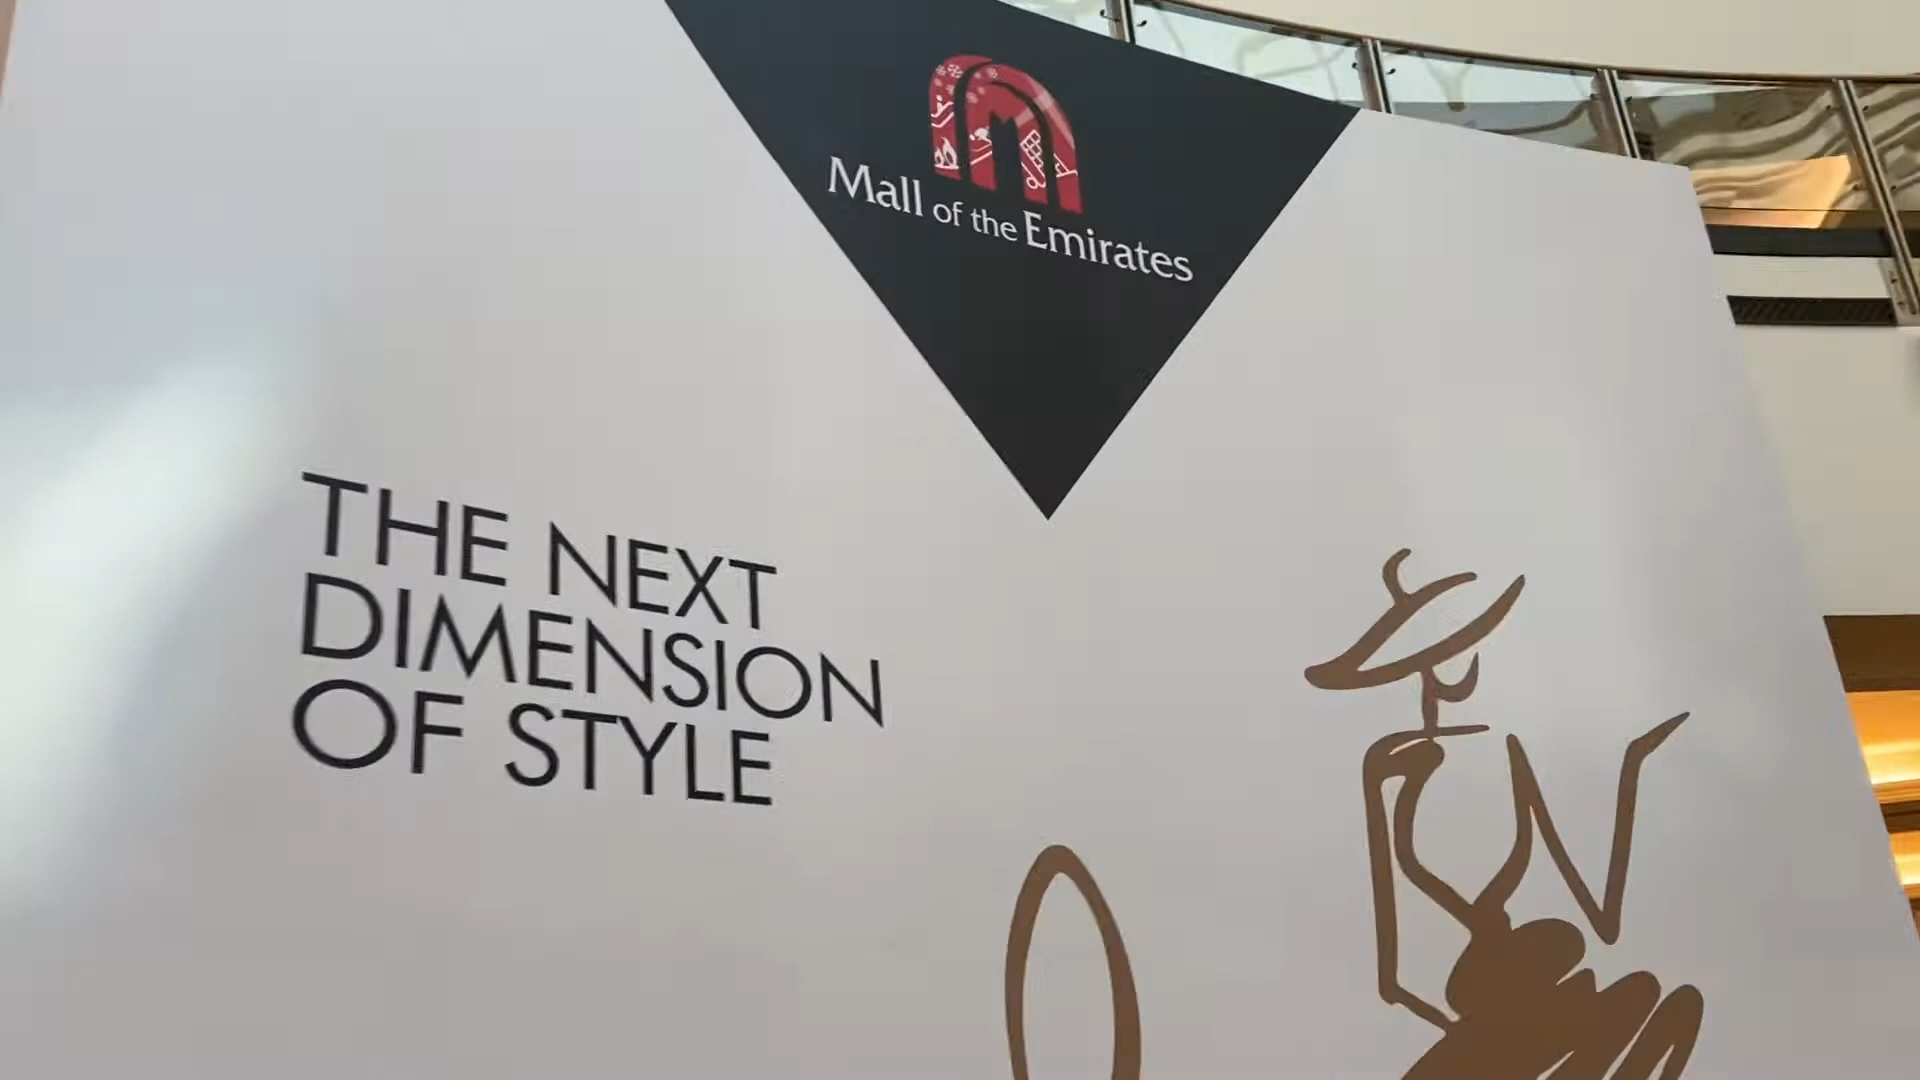 Mall of the Emirates
THE NEXT
DIMENSION
OF STYLE